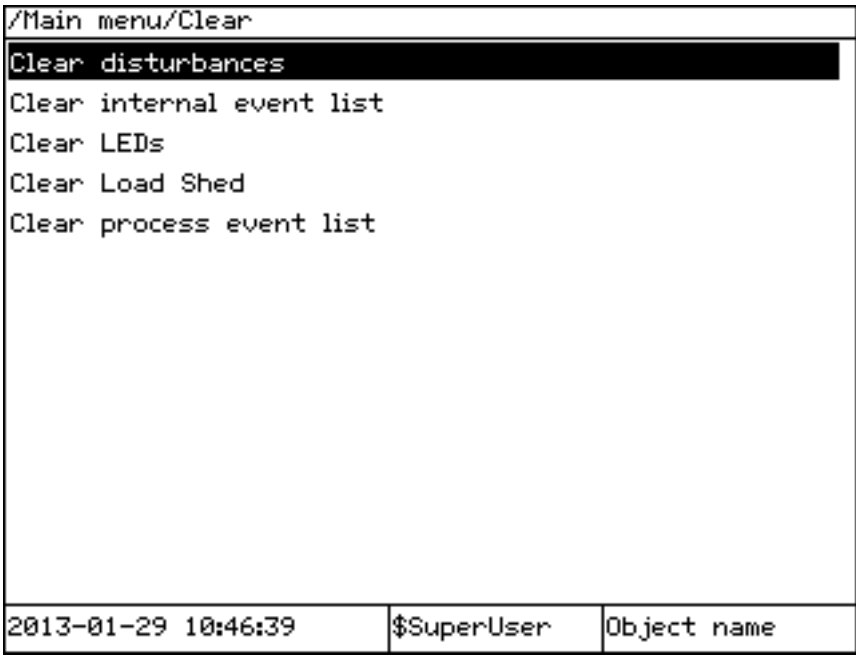 /Main menu/Clear
Clear disturbances
Clear internal event list
Clear LEDs
Clear Load Shed
Clear process event list
2013-01-29 10:46:39 $SuperUser Object name